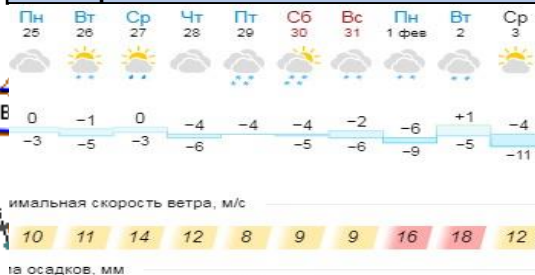 Пн Вт Ср Чт Пт Сб Вс Пн Вт Ср
25 26 27 28 29 30 31 1 фев 2 3
0 −1 0 −4 −4 −4 −2 −6 +1 −4
−3 −5 −3 −6 −5 −6 −9 −5 −11
имальная скорость ветра, м/с
10 11 14 12 8 9 9 16 18 12
а осадков, мм